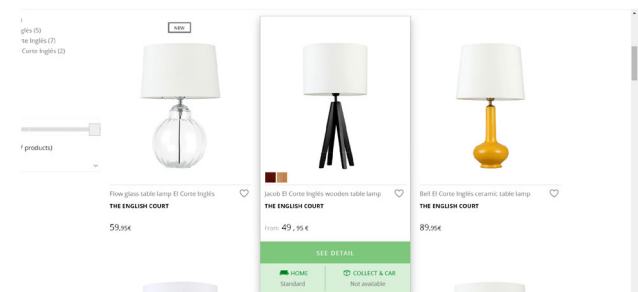 glés (5)
rte Inglés (7)
Corte Inglés (2)
products)
NEW
Flow glass table lamp El Corte Inglés
THE ENGLISH COURT
59,95€
Jacob El Corte Inglés wooden table lamp
THE ENGLISH COURT
From 49 , 95 €
SEE DETAIL
HOME
Standard
COLLECT & CAR
Not available
Bell El Corte Inglés ceramic table lamp
THE ENGLISH COURT
89,95€